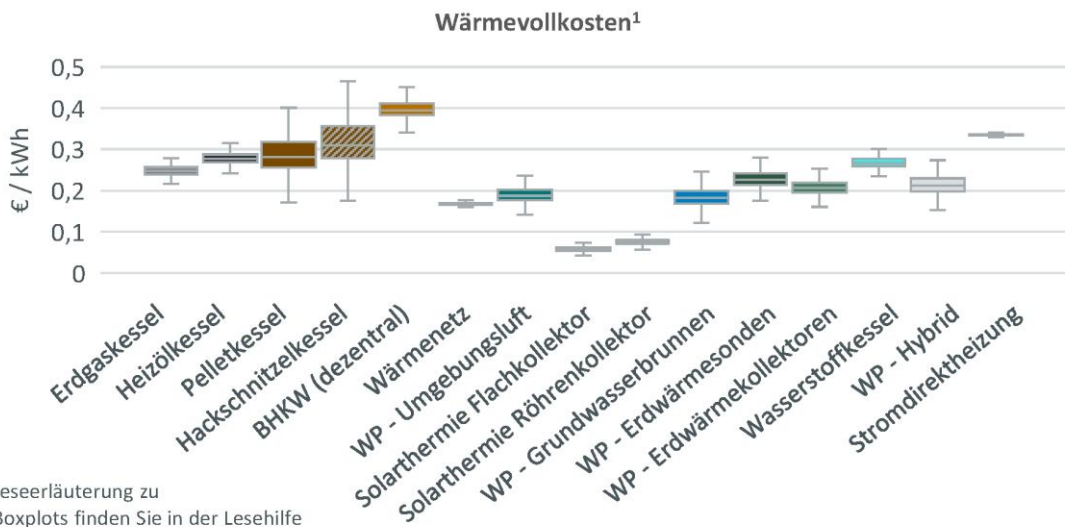 Wärmevollkosten¹
0,5
0,4
0,3
0,2
0,1
0
€ / kWh
Erdgaskessel
Heizölkessel
Pelletkessel
Hackschnitzelkessel
BHKW (dezentral)
Wärmenetz
WP - Umgebungsluft
Solarthermie Flachkollektor
Solarthermie Röhrenkollektor
WP - Grundwasserbrunnen
WP - Erdwärmesonden
WP - Erdwärmekollektoren
Wasserstoffkessel
WP - Hybrid
Stromdirektheizung
eseerläuterung zu
Boxplots finden Sie in der Lesehilfe